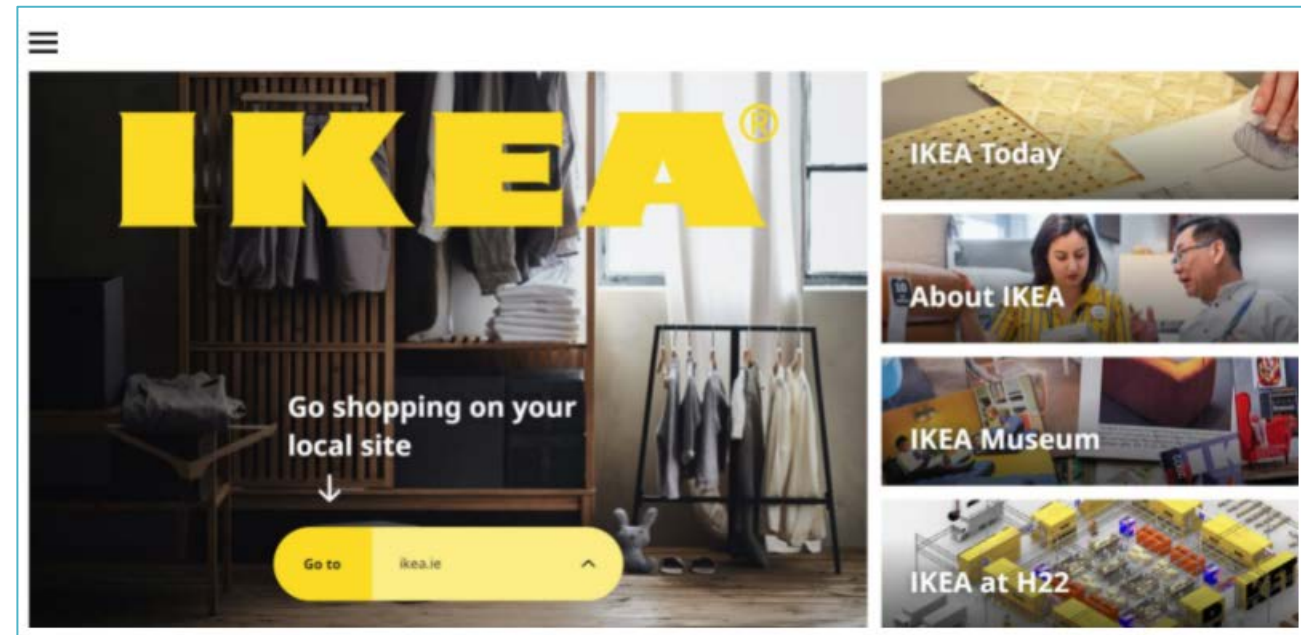 IKEA®
Go shopping on your
local site
↓
Go to
ikea.ie
IKEA Today
About IKEA
IKEA Museum
IKEA at H22